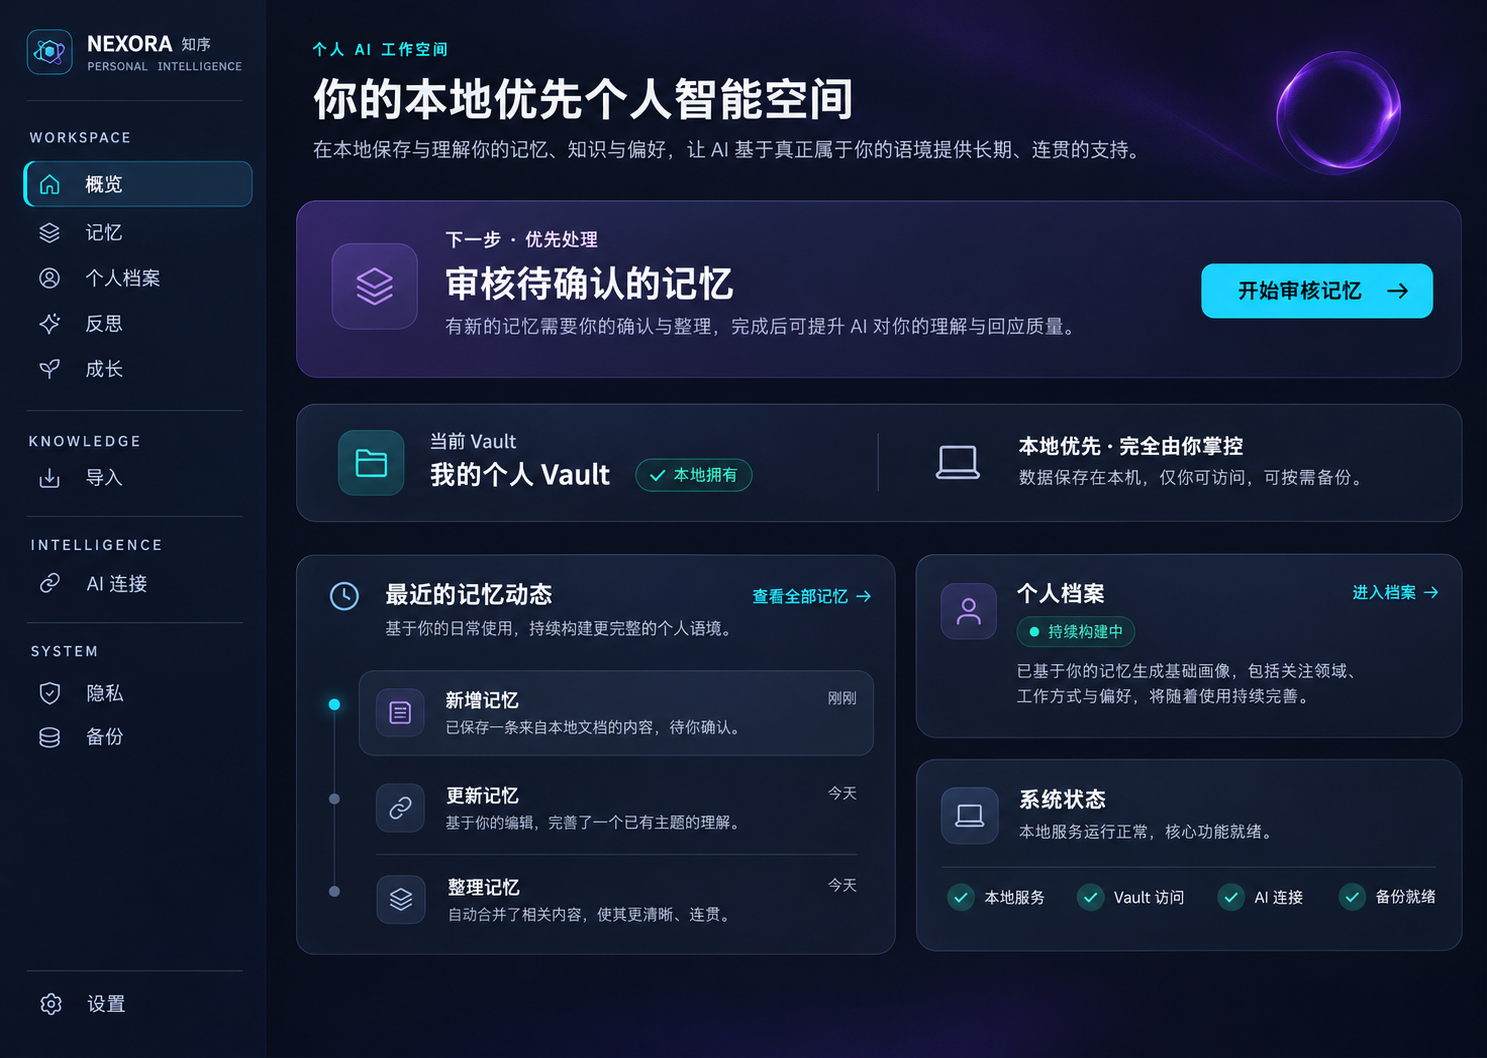 NEXORA 知序
PERSONAL INTELLIGENCE
WORKSPACE
概览
记忆
个人档案
反思
成长
KNOWLEDGE
导入
INTELLIGENCE
AI 连接
SYSTEM
隐私
备份
设置
个人 AI 工作空间
你的本地优先个人智能空间
在本地保存与理解你的记忆、知识与偏好，让 AI 基于真正属于你的语境提供长期、连贯的支持。
下一步 · 优先处理
审核待确认的记忆
有新的记忆需要你的确认与整理，完成后可提升 AI 对你的理解与回应质量。
开始审核记忆 →
当前 Vault
我的个人 Vault
本地拥有
本地优先 · 完全由你掌控
数据保存在本机，仅你可访问，可按需备份。
最近的记忆动态
查看全部记忆 →
基于你的日常使用，持续构建更完整的个人语境。
新增记忆
刚刚
已保存一条来自本地文档的内容，待你确认。
更新记忆
今天
基于你的编辑，完善了一个已有主题的理解。
整理记忆
今天
自动合并了相关内容，使其更清晰、连贯。
个人档案
进入档案 →
持续构建中
已基于你的记忆生成基础画像，包括关注领域、
工作方式与偏好，将随着使用持续完善。
系统状态
本地服务运行正常，核心功能就绪。
本地服务
Vault 访问
AI 连接
备份就绪